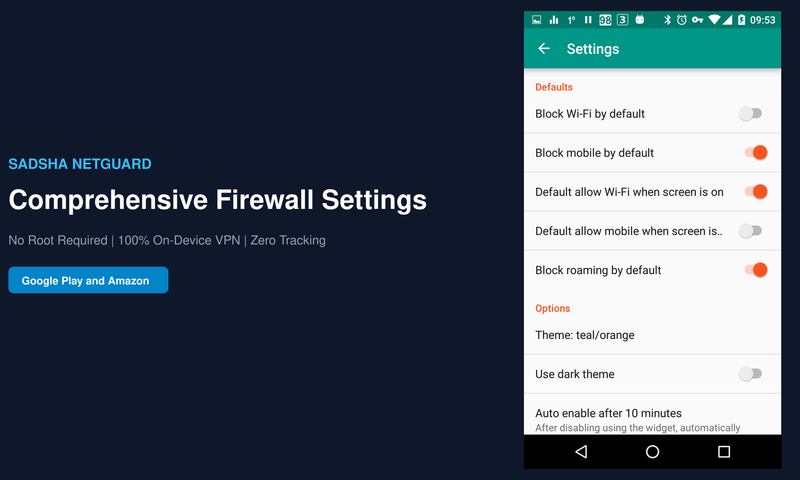 SADSHA NETGUARD
Comprehensive Firewall Settings
No Root Required | 100% On-Device VPN | Zero Tracking
Google Play and Amazon
1° 98 3 09:53
Settings
Defaults
Block Wi-Fi by default
Block mobile by default
Default allow Wi-Fi when screen is on
Default allow mobile when screen is..
Block roaming by default
Options
Theme: teal/orange
Use dark theme
Auto enable after 10 minutes
After disabling using the widget, automatically